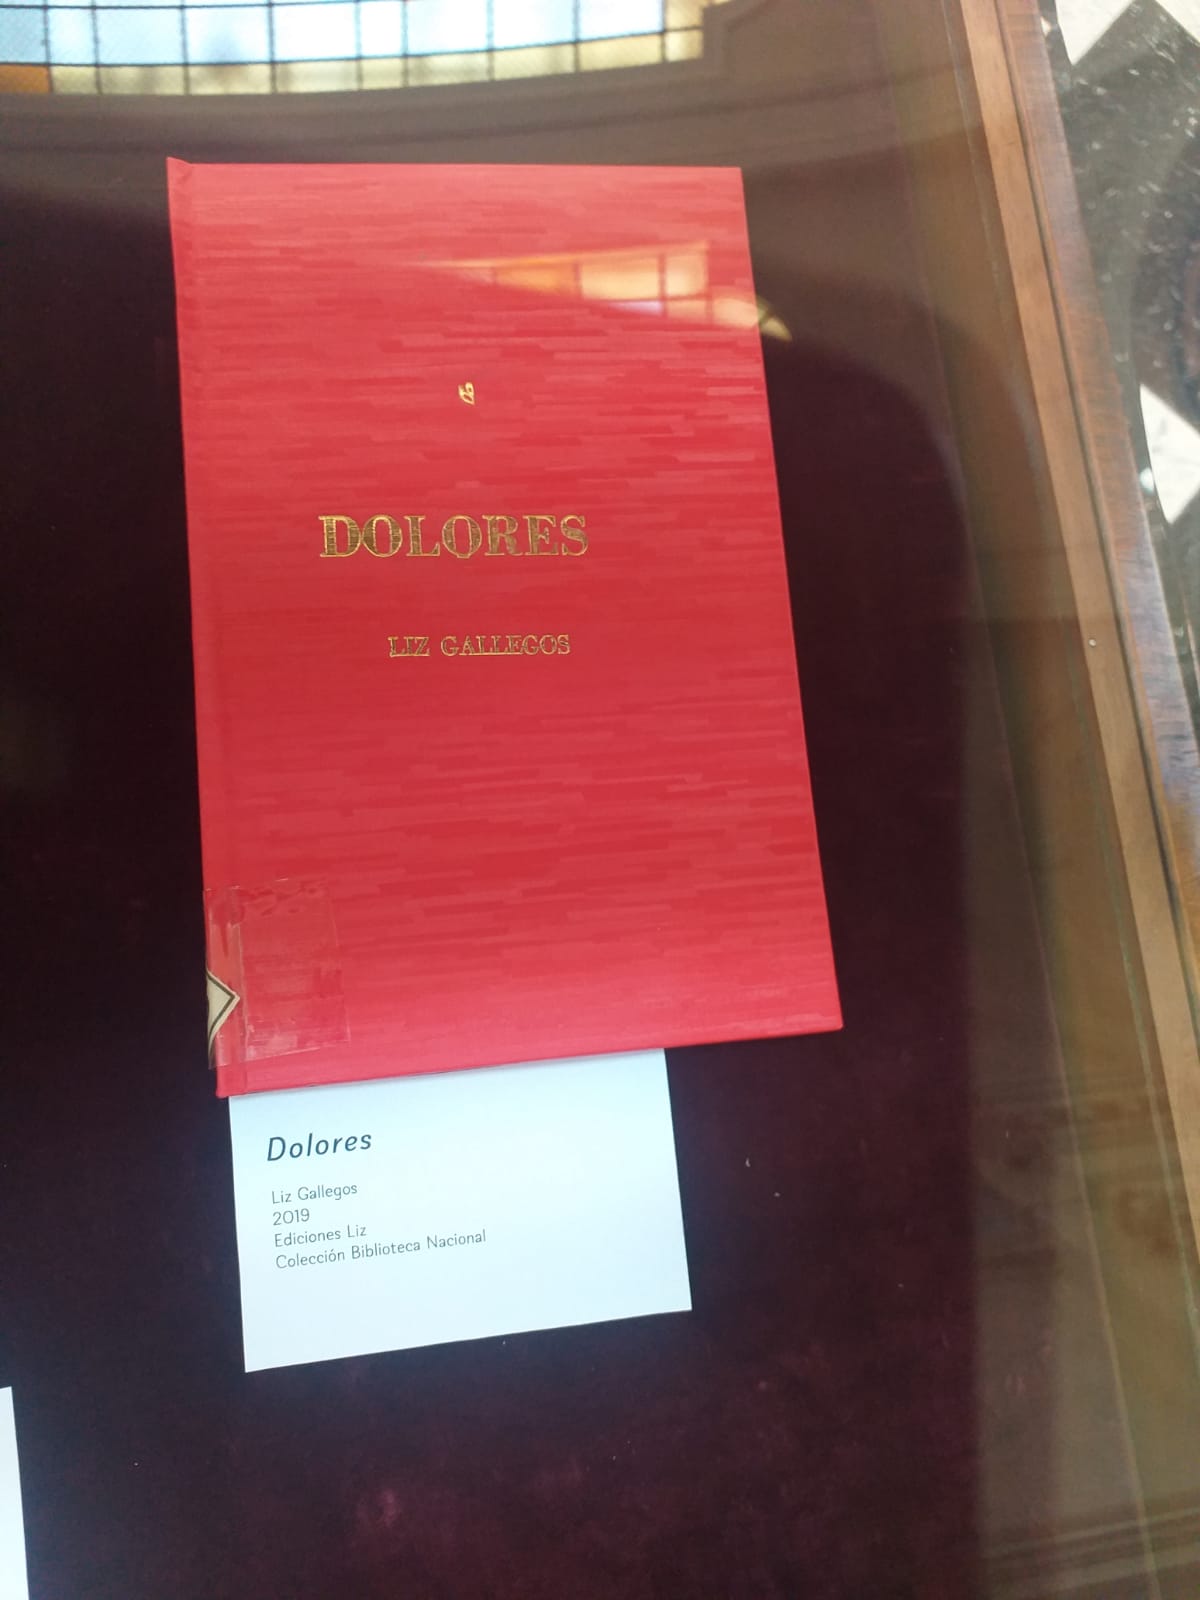 DOLORES
LIZ GALLEGOS
Dolores
Liz Gallegos
2019
Ediciones Liz
Colección Biblioteca Nacional